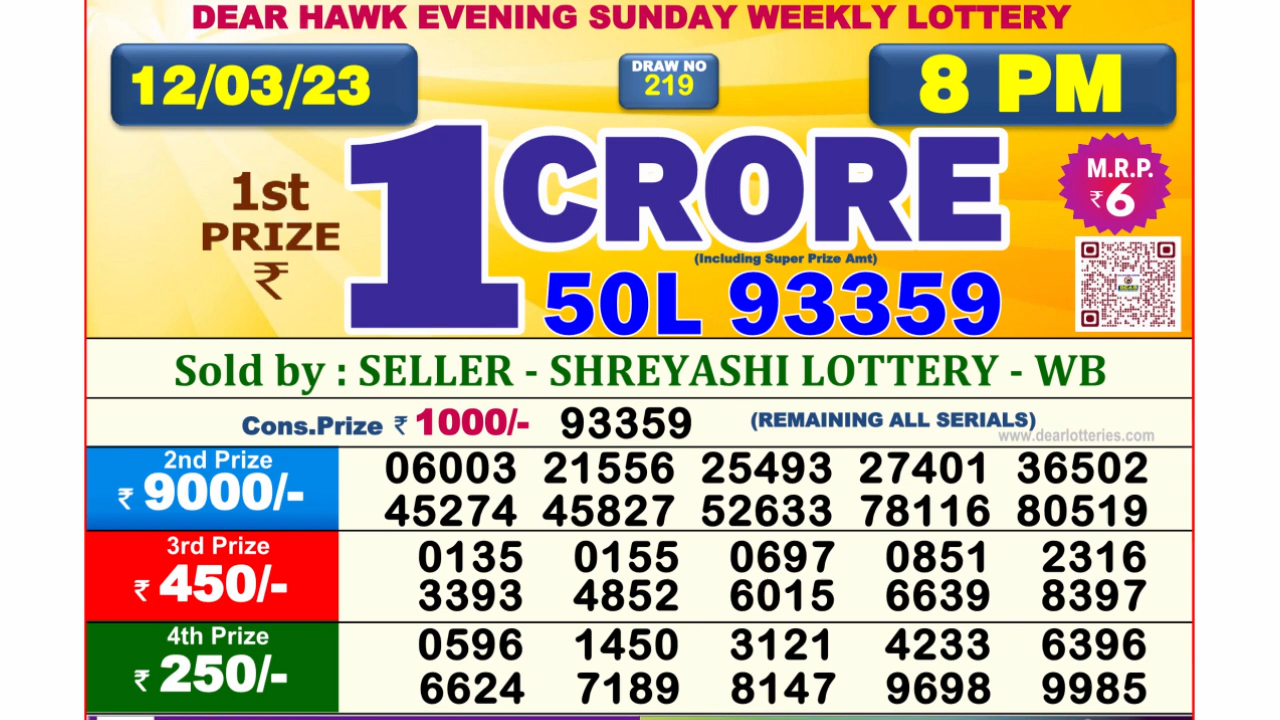 DEAR HAWK EVENING SUNDAY WEEKLY LOTTERY
12/03/23
DRAW NO
219
8 PM
1st
PRIZE
₹
1 CRORE
(Including Super Prize Amt)
50L 93359
M.R.P.
₹6
Sold by : SELLER - SHREYASHI LOTTERY - WB
Cons.Prize ₹ 1000/- 93359 (REMAINING ALL SERIALS)
www.dearlotteries.com
2nd Prize
₹ 9000/-
06003 21556 25493 27401 36502
45274 45827 52633 78116 80519
3rd Prize
₹ 450/-
0135 0155 0697 0851 2316
3393 4852 6015 6639 8397
4th Prize
₹ 250/-
0596 1450 3121 4233 6396
6624 7189 8147 9698 9985